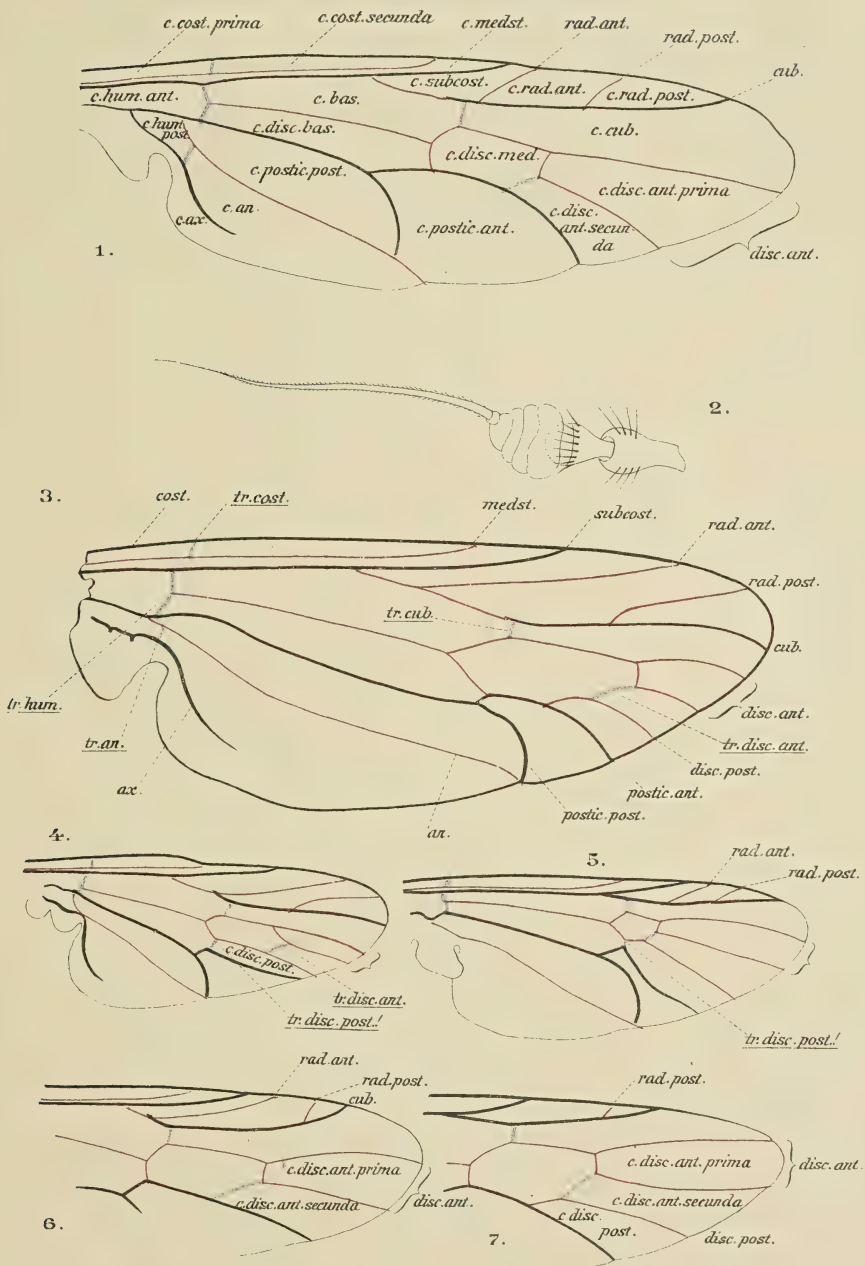 c.cost.prima
c.cost.secunda
c.medst.
rad.ant.
rad.post.
cub.
c.hum.ant.
c.bas.
c.subcost.
c.rad.ant.
c.rad.post.
c.hum.
post.
c.disc.bas.
c.cub.
c.postic.post.
c.disc.med.
c.disc.ant.prima
c.an.
c.ax.
c.postic.ant.
c.disc.
ant.secun-
da
disc.ant.
1.
2.
3.
cost.
tr.cost.
medst.
subcost.
rad.ant.
rad.post.
tr.cub.
cub.
tr.hum.
disc.ant.
tr.an.
tr.disc.ant.
disc.post.
ax.
postic.ant.
an.
postic.post.
4.
5.
rad.ant.
rad.post.
c.disc.post.
tr.disc.ant.
tr.disc.post.!
tr.disc.post.!
rad.ant.
rad.post.
cub.
rad.post.
c.disc.ant.prima
c.disc.ant.secunda
disc.ant.
c.disc.ant.prima
disc.ant.
c.disc.ant.secunda
c.disc.
post.
disc.post.
6.
7.